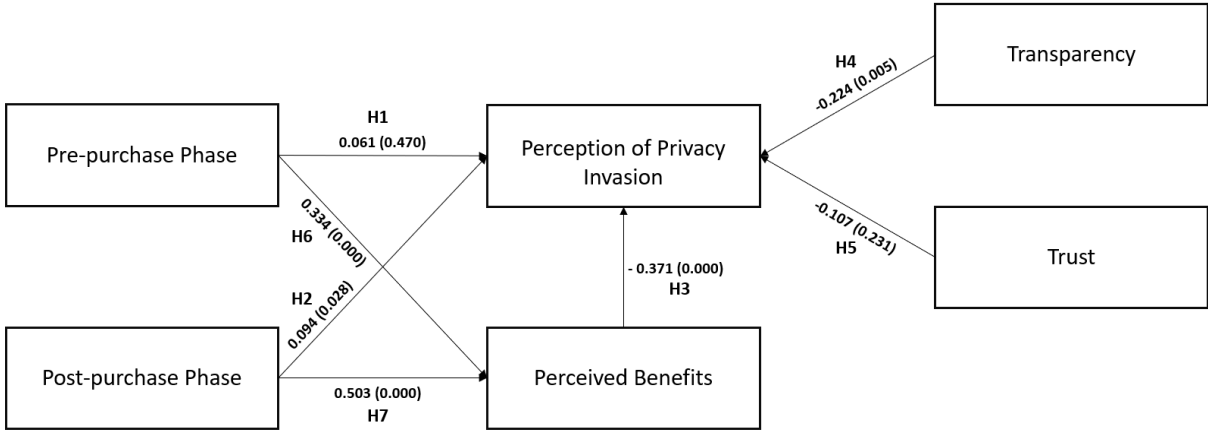 Transparency
H4
-0.224 (0.005)
H1
0.061 (0.470)
Pre-purchase Phase
Perception of Privacy
Invasion
0.334 (0.000)
H6
-0.107 (0.231)
H5
Trust
- 0.371 (0.000)
H3
H2
0.094 (0.028)
Post-purchase Phase
Perceived Benefits
0.503 (0.000)
H7